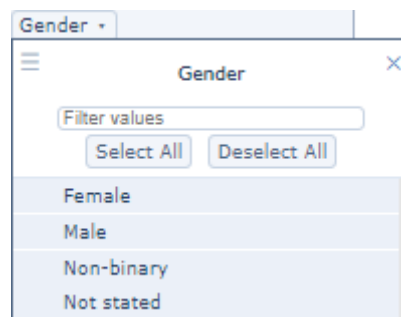 Gender
Gender
Filter values
Select All Deselect All
Female
Male
Non-binary
Not stated